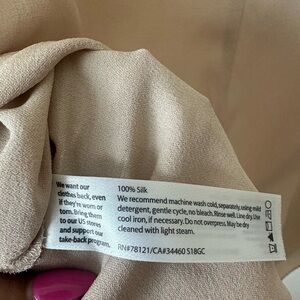 We want our
clothes back, even
if they're worn or
torn. Bring them
to our US stores
and support our
take-back program.
100% Silk
We recommend machine wash cold, separately, using mild
detergent, gentle cycle, no bleach. Rinse well. Line dry. Use
cool iron, if necessary. Do not overpress. May be dry
cleaned with light steam.
RN#78121/CA#34460 S18GC